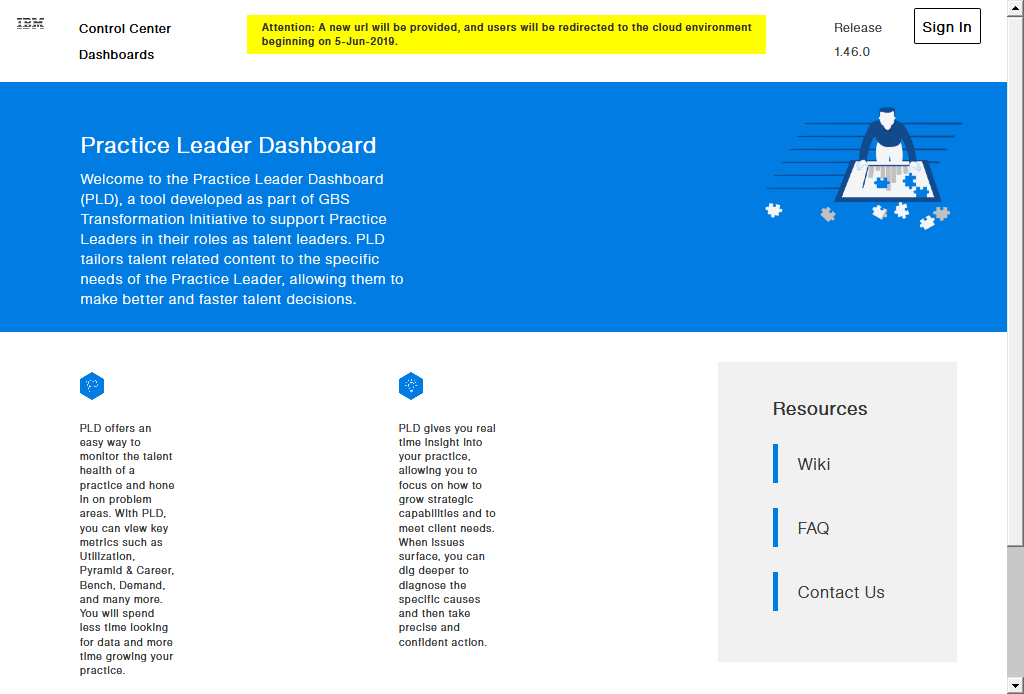 IBM
Control Center
Dashboards
Attention: A new url will be provided, and users will be redirected to the cloud environment
beginning on 5-Jun-2019.
Release
1.46.0
Sign In
Practice Leader Dashboard
Welcome to the Practice Leader Dashboard
(PLD), a tool developed as part of GBS
Transformation Initiative to support Practice
Leaders in their roles as talent leaders. PLD
tailors talent related content to the specific
needs of the Practice Leader, allowing them to
make better and faster talent decisions.
PLD offers an
easy way to
monitor the talent
health of a
practice and hone
in on problem
areas. With PLD,
you can view key
metrics such as
Utilization,
Pyramid & Career,
Bench, Demand,
and many more.
You will spend
less time looking
for data and more
time growing your
practice.
PLD gives you real
time insight into
your practice,
allowing you to
focus on how to
grow strategic
capabilities and to
meet client needs.
When issues
surface, you can
dig deeper to
diagnose the
specific causes
and then take
precise and
confident action.
Resources
Wiki
FAQ
Contact Us